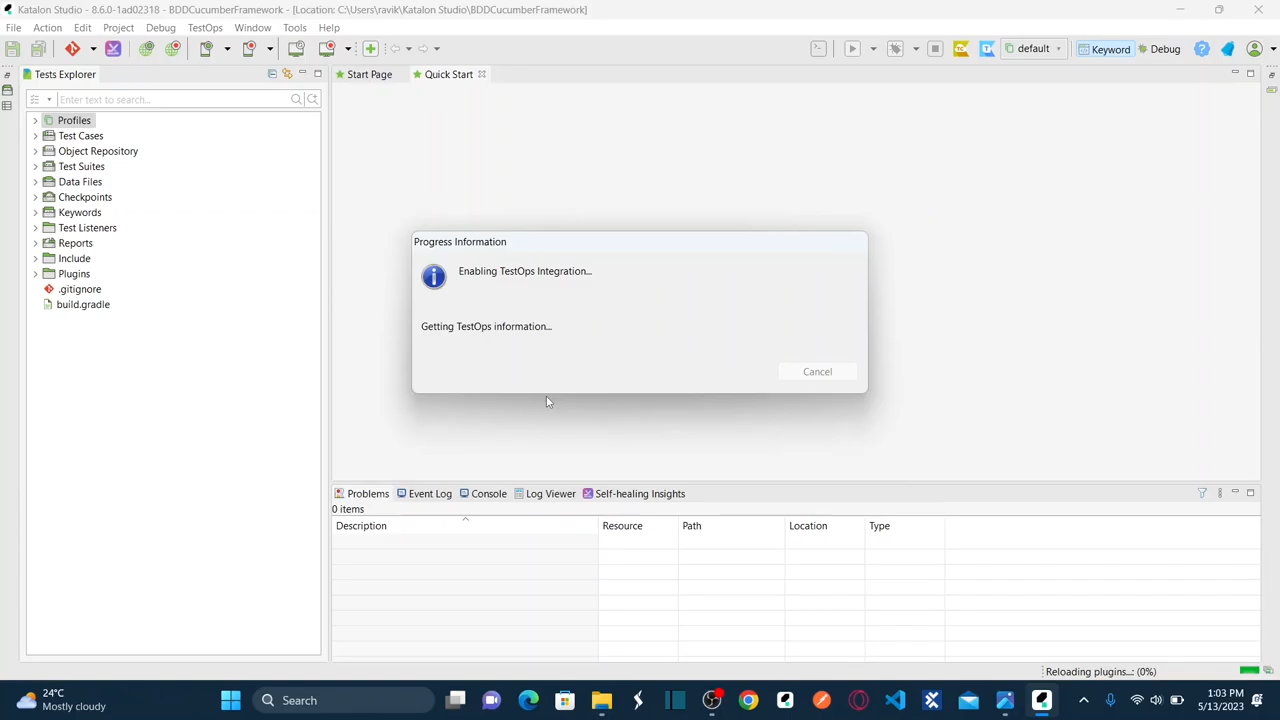 Katalon Studio - 8.6.0-1ad02318 - BDDCucumberFramework - [Location: C:\Users\ravik\Katalon Studio\BDDCucumberFramework]
File Action Edit Project Debug TestOps Window Tools Help
default Keyword Debug
Tests Explorer
Start Page
Quick Start
Enter text to search...
Profiles
Test Cases
Object Repository
Test Suites
Data Files
Checkpoints
Keywords
Test Listeners
Reports
Include
Plugins
.gitignore
build.gradle
Progress Information
Enabling TestOps Integration...
Getting TestOps information...
Cancel
Problems Event Log Console Log Viewer Self-healing Insights
0 items
Description Resource Path Location Type
Reloading plugins...: (0%)
24°C
Mostly cloudy
Search
1:03 PM
5/13/2023